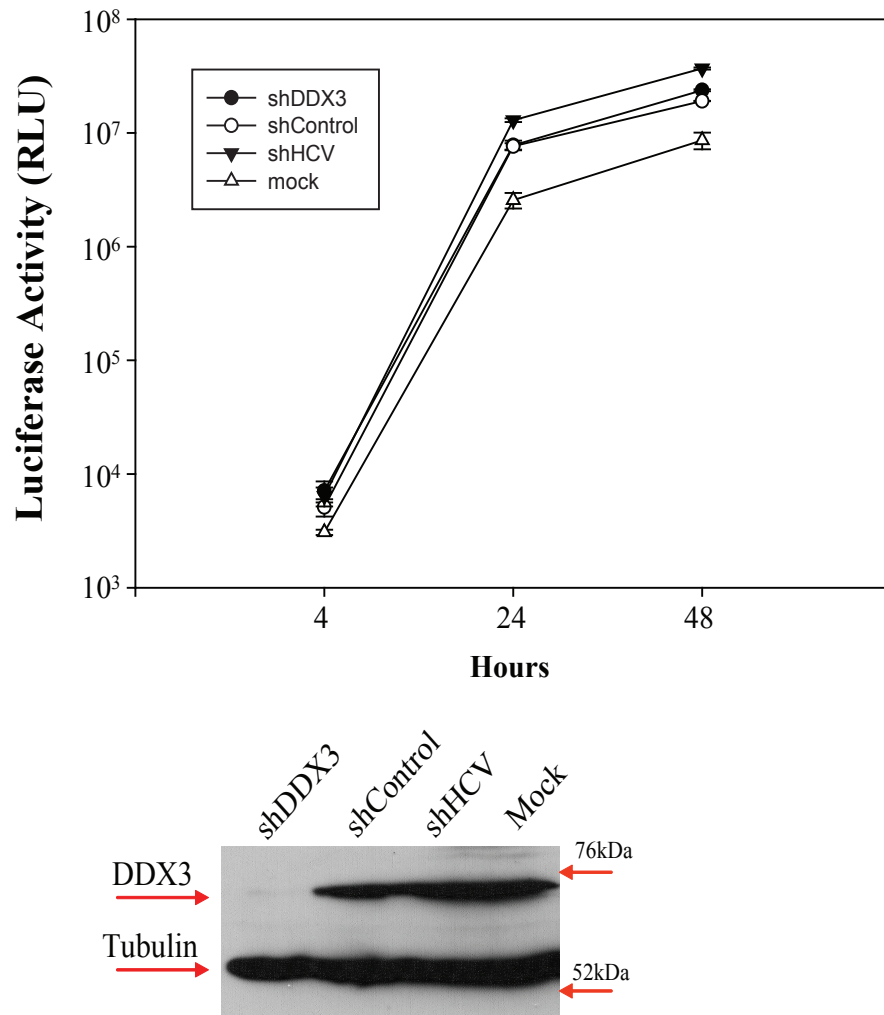 10⁸
10⁷
10⁶
10⁵
10⁴
10³
Luciferase Activity (RLU)
shDDX3
shControl
shHCV
mock
4 24 48
Hours
shDDX3 shControl shHCV Mock
DDX3
Tubulin
76kDa
52kDa